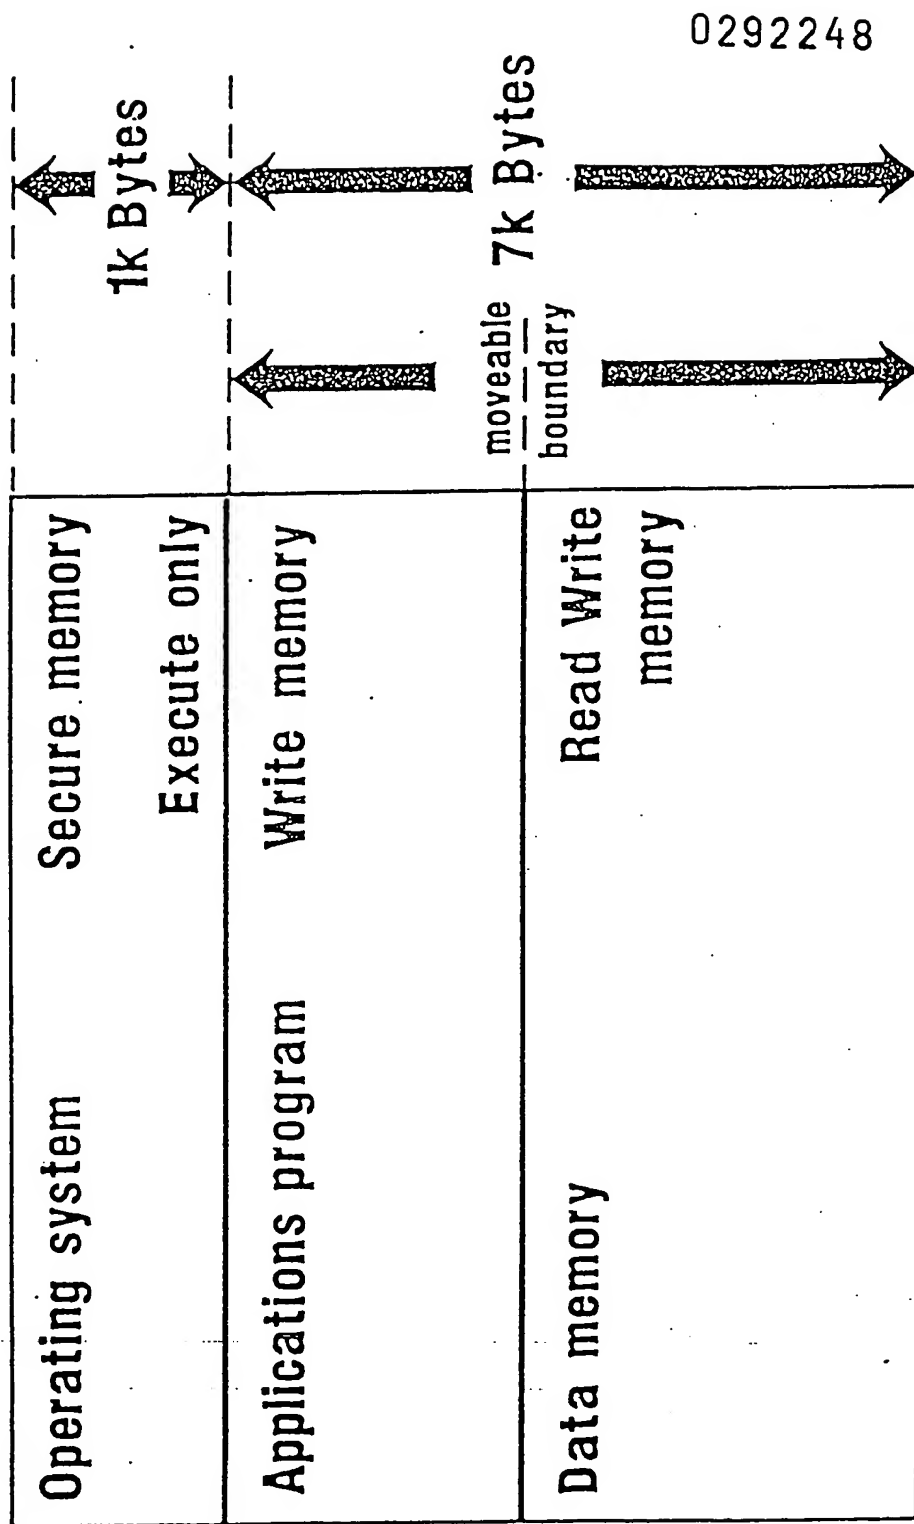 0292248
Operating system Secure memory
Execute only
1k Bytes
Applications program Write memory
7k Bytes
moveable
boundary
Data memory Read Write
memory